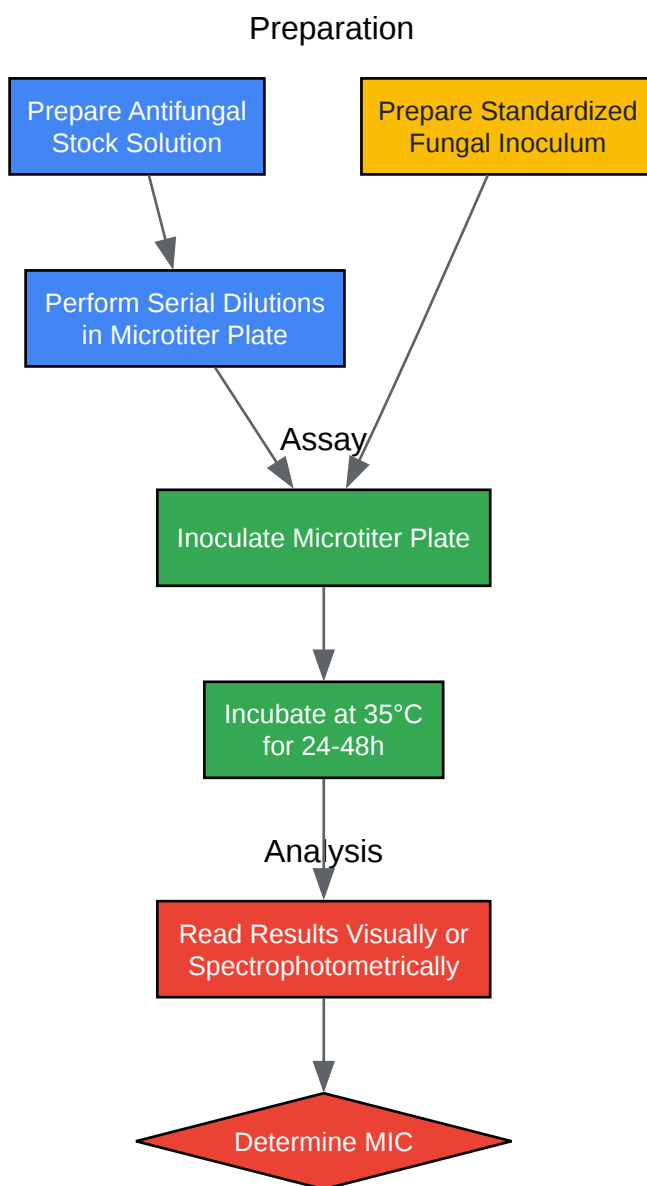 Preparation
Prepare Antifungal
Stock Solution
Prepare Standardized
Fungal Inoculum
Perform Serial Dilutions
in Microtiter Plate
Assay
Inoculate Microtiter Plate
Incubate at 35°C
for 24-48h
Analysis
Read Results Visually or
Spectrophotometrically
Determine MIC